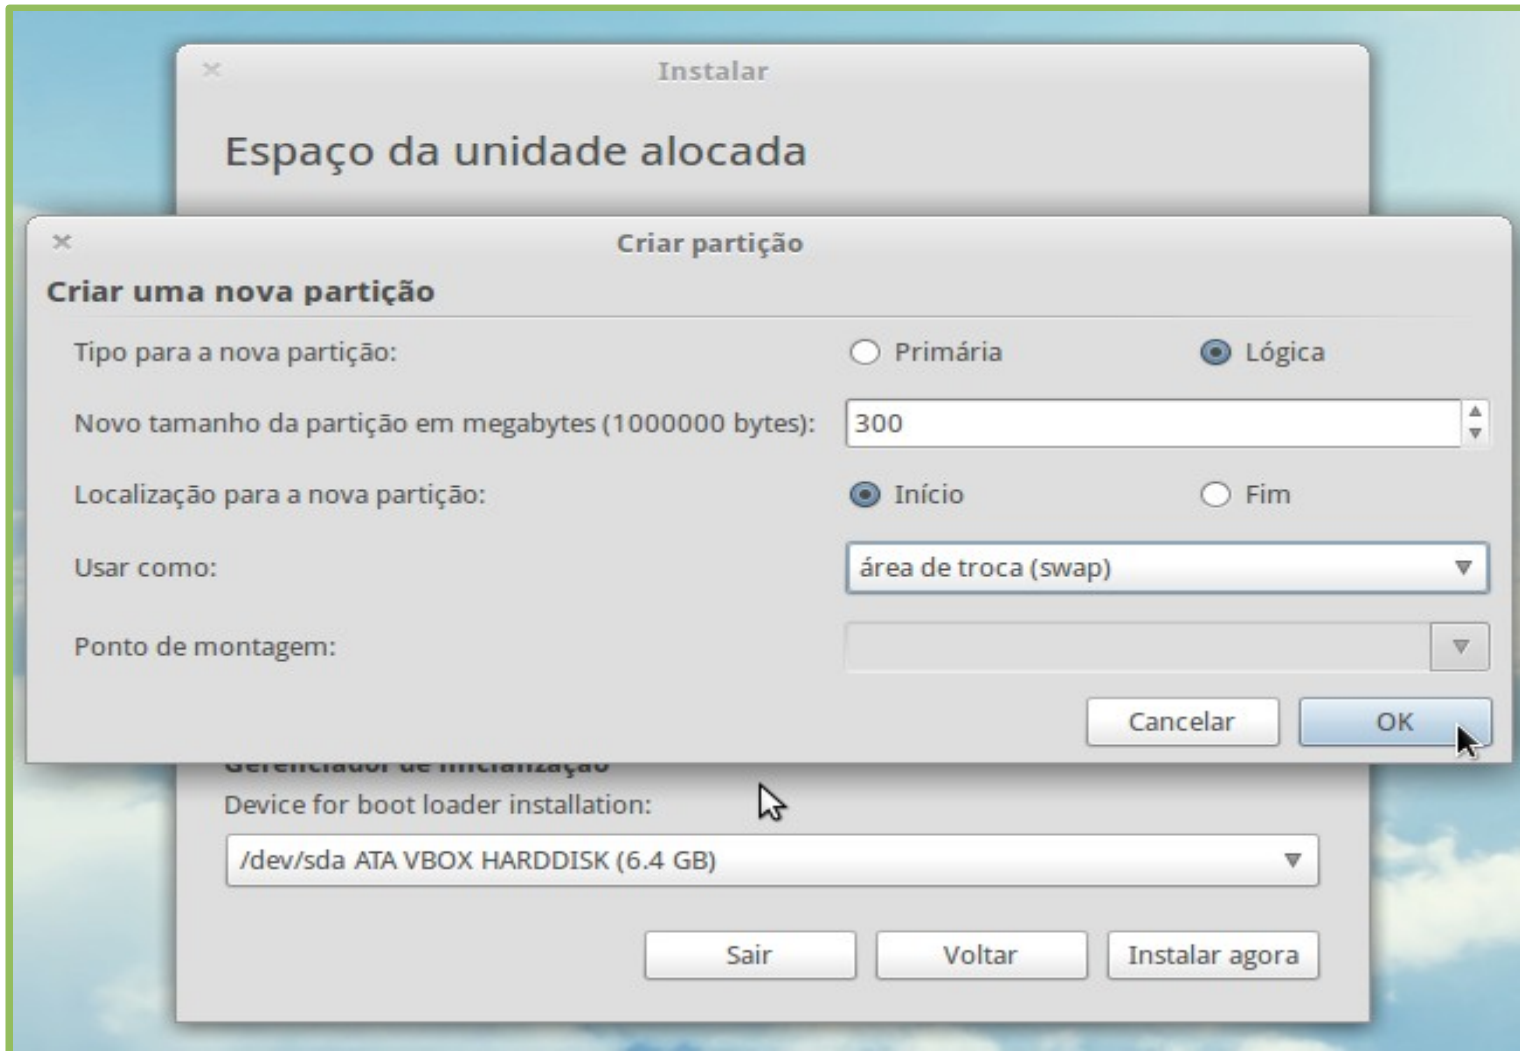 Instalar
Espaço da unidade alocada
Criar partição
Criar uma nova partição
Tipo para a nova partição: Primária Lógica
Novo tamanho da partição em megabytes (1000000 bytes): 300
Localização para a nova partição: Início Fim
Usar como: área de troca (swap)
Ponto de montagem:
Cancelar OK
Device for boot loader installation:
/dev/sda ATA VBOX HARDDISK (6.4 GB)
Sair Voltar Instalar agora